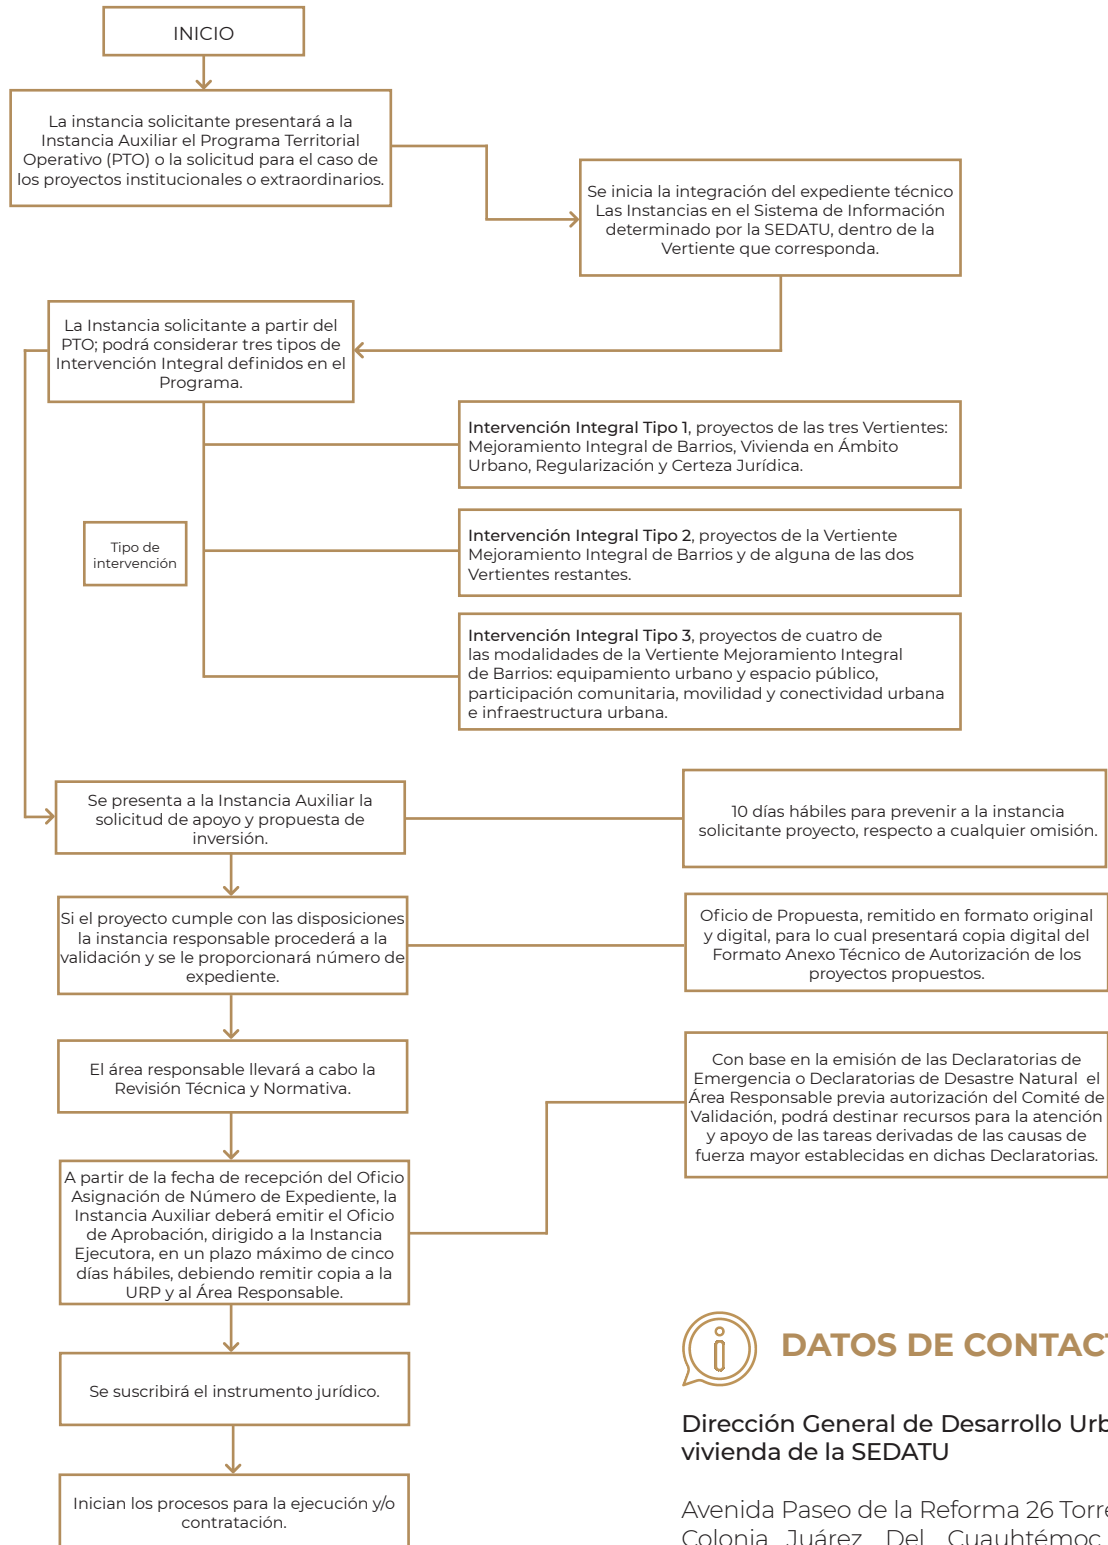 INICIO
La instancia solicitante presentará a la
Instancia Auxiliar el Programa Territorial
Operativo (PTO) o la solicitud para el caso de
los proyectos institucionales o extraordinarios.
Se inicia la integración del expediente técnico
Las Instancias en el Sistema de Información
determinado por la SEDATU, dentro de la
Vertiente que corresponda.
La Instancia solicitante a partir del
PTO; podrá considerar tres tipos de
Intervención Integral definidos en el
Programa.
Intervención Integral Tipo 1, proyectos de las tres Vertientes:
Mejoramiento Integral de Barrios, Vivienda en Ámbito
Urbano, Regularización y Certeza Jurídica.
Tipo de
intervención
Intervención Integral Tipo 2, proyectos de la Vertiente
Mejoramiento Integral de Barrios y de alguna de las dos
Vertientes restantes.
Intervención Integral Tipo 3, proyectos de cuatro de
las modalidades de la Vertiente Mejoramiento Integral
de Barrios: equipamiento urbano y espacio público,
participación comunitaria, movilidad y conectividad urbana
e infraestructura urbana.
Se presenta a la Instancia Auxiliar la
solicitud de apoyo y propuesta de
inversión.
10 días hábiles para prevenir a la instancia
solicitante proyecto, respecto a cualquier omisión.
Si el proyecto cumple con las disposiciones
la instancia responsable procederá a la
validación y se le proporcionará número de
expediente.
Oficio de Propuesta, remitido en formato original
y digital, para lo cual presentará copia digital del
Formato Anexo Técnico de Autorización de los
proyectos propuestos.
El área responsable llevará a cabo la
Revisión Técnica y Normativa.
Con base en la emisión de las Declaratorias de
Emergencia o Declaratorias de Desastre Natural el
Área Responsable previa autorización del Comité de
Validación, podrá destinar recursos para la atención
y apoyo de las tareas derivadas de las causas de
fuerza mayor establecidas en dichas Declaratorias.
A partir de la fecha de recepción del Oficio
Asignación de Número de Expediente, la
Instancia Auxiliar deberá emitir el Oficio
de Aprobación, dirigido a la Instancia
Ejecutora, en un plazo máximo de cinco
días hábiles, debiendo remitir copia a la
URP y al Área Responsable.
Se suscribirá el instrumento jurídico.
Inician los procesos para la ejecución y/o
contratación.
DATOS DE CONTACT
Dirección General de Desarrollo Urb
vivienda de la SEDATU
Avenida Paseo de la Reforma 26 Torre
Colonia Juárez, Del. Cuauhtémoc